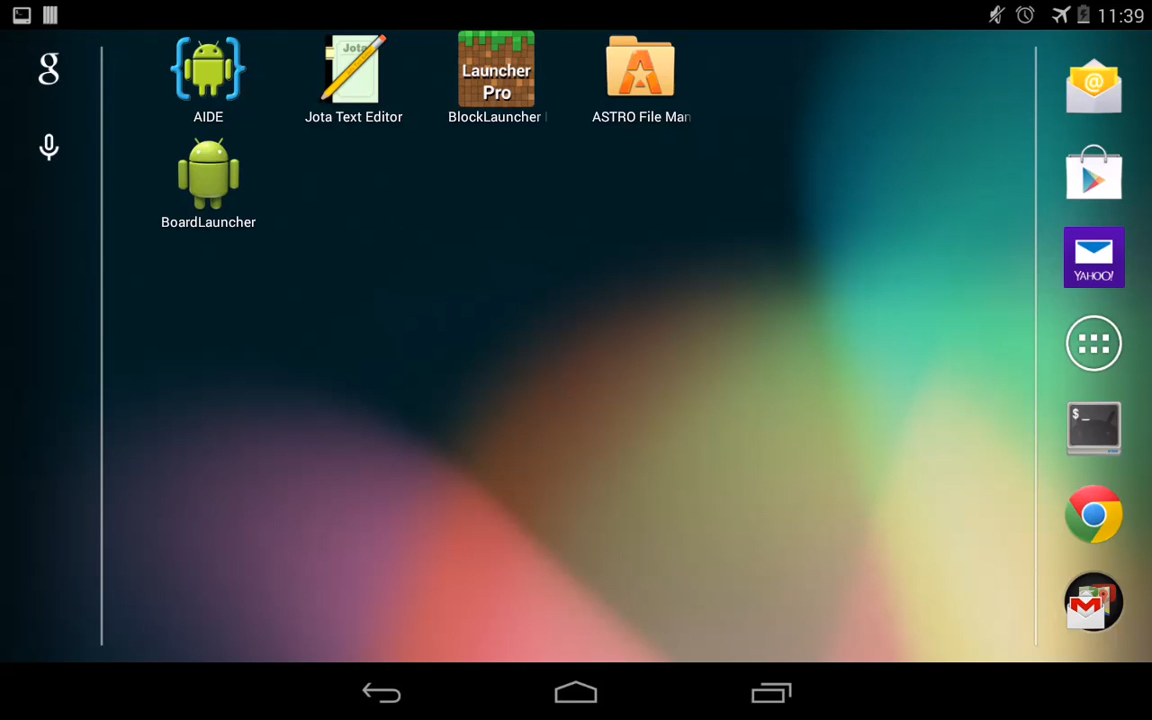 11:39
g
AIDE
Jota
Jota Text Editor
Launcher
Pro
BlockLauncher
ASTRO File Man
@
BoardLauncher
YAHOO!
$_